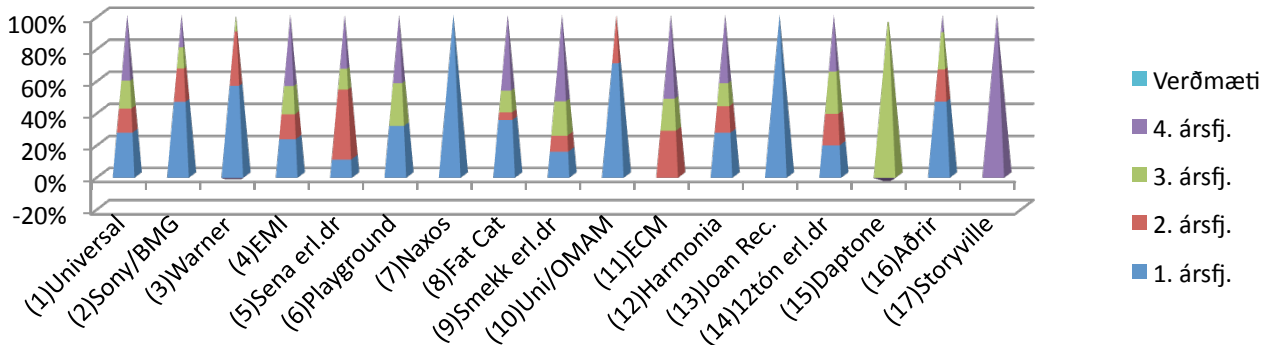 100%
80%
60%
40%
20%
0%
-20%
(1)Universal
(2)Sony/BMG
(3)Warner
(4)EMI
(5)Sena erl.dr
(6)Playground
(7)Naxos
(8)Fat Cat
(9)Smekk erl.dr
(10)Uni/OMAM
(11)ECM
(12)Harmonia
(13)Joan Rec.
(14)12tón erl.dr
(15)Daptone
(16)Aðrir
(17)Storyville
Verðmæti
4. ársfj.
3. ársfj.
2. ársfj.
1. ársfj.